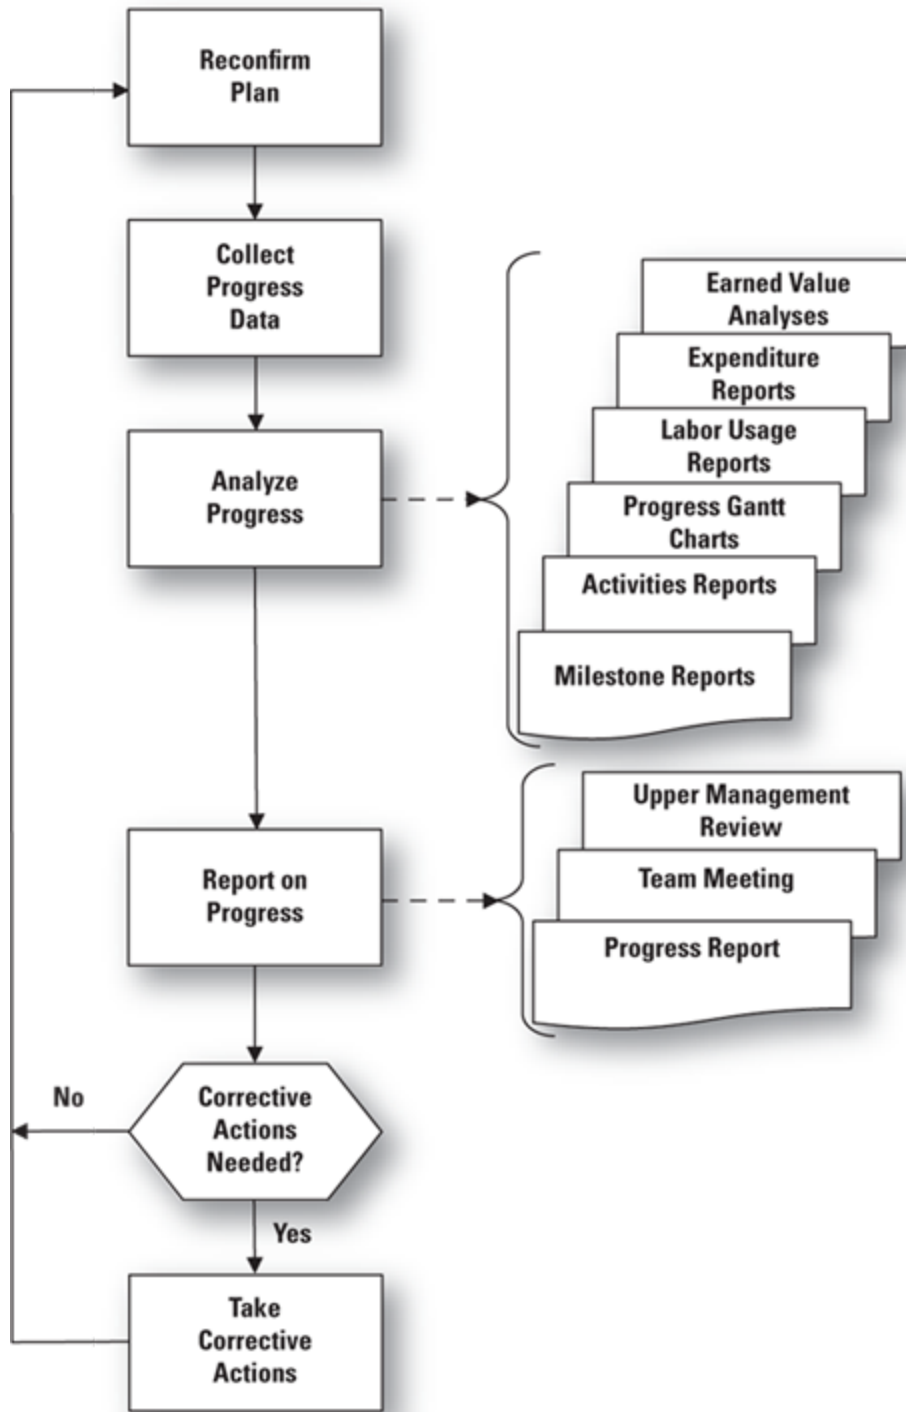 Reconfirm
Plan
Collect
Progress
Data
Analyze
Progress
Earned Value
Analyses
Expenditure
Reports
Labor Usage
Reports
Progress Gantt
Charts
Activities Reports
Milestone Reports
Report on
Progress
Upper Management
Review
Team Meeting
Progress Report
Corrective
Actions
Needed?
No
Yes
Take
Corrective
Actions